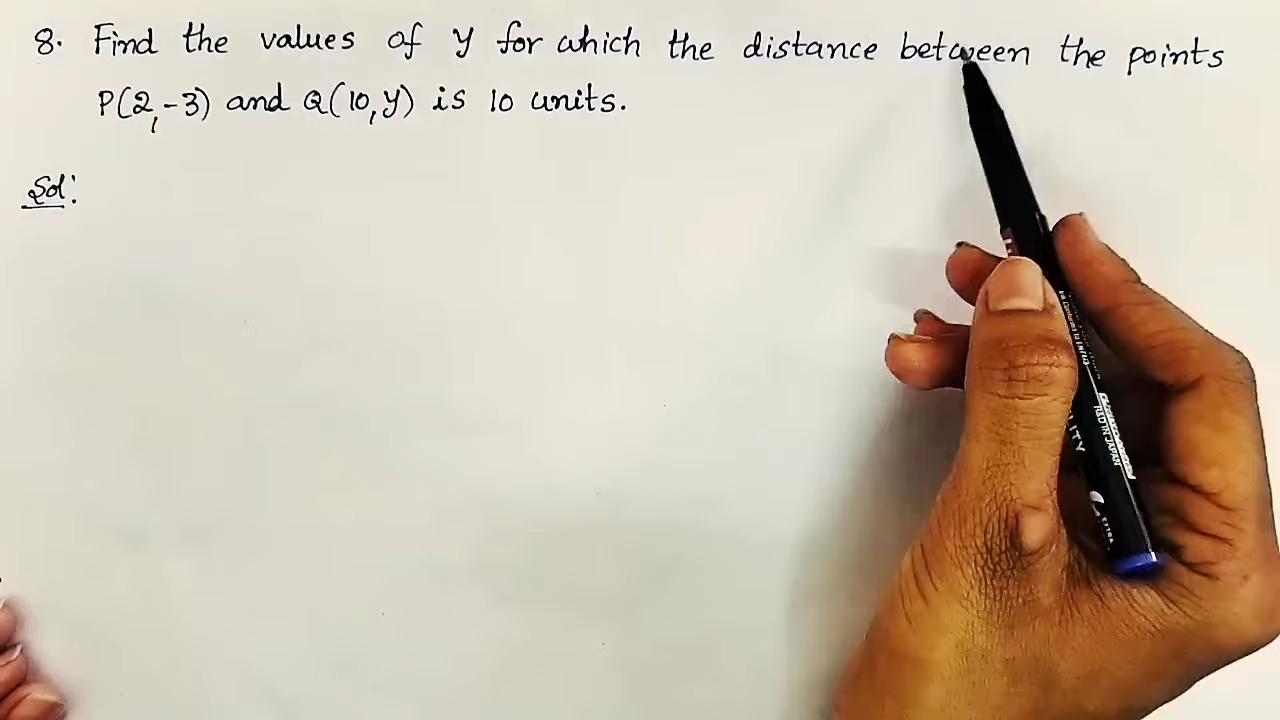 8. Find the values of y for which the distance between the points
P(2,-3) and Q(10,y) is 10 units.
Sol: